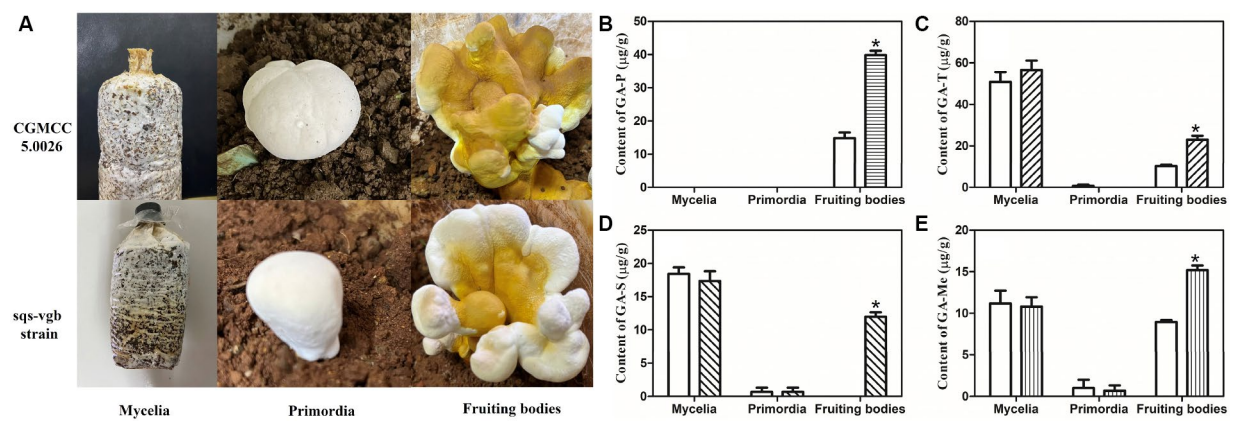 A
CGMCC
5.0026
sqs-vgb
strain
Mycelia
Primordia
Fruiting bodies
B
Content of GA-P (μg/g)
50
40
30
20
10
0
*
Mycelia
Primordia
Fruiting bodies
C
Content of GA-T (μg/g)
80
60
40
20
0
*
Mycelia
Primordia
Fruiting bodies
D
Content of GA-S (μg/g)
25
20
15
10
5
0
*
Mycelia
Primordia
Fruiting bodies
E
Content of GA-Me (μg/g)
20
15
10
5
0
*
Mycelia
Primordia
Fruiting bodies